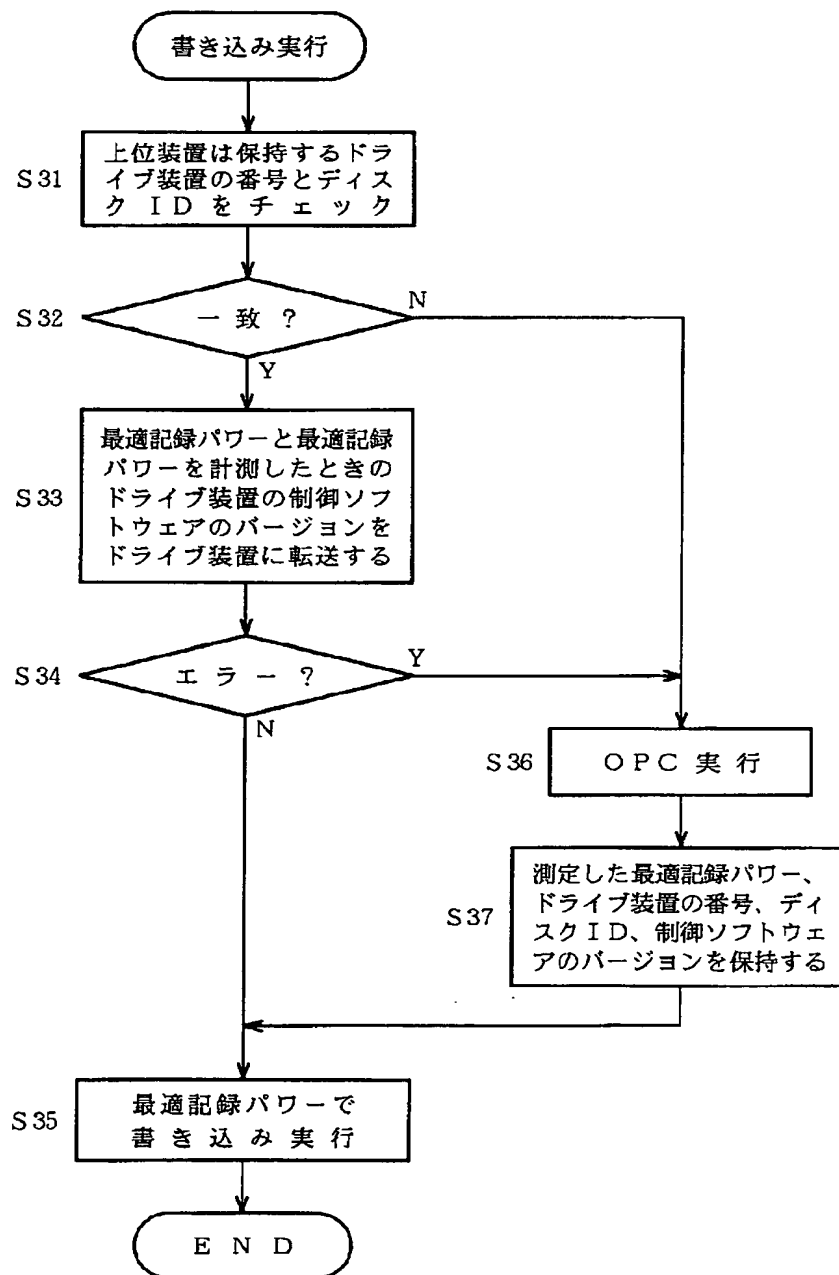 書き込み実行
S31
上位装置は保持するドラ
イブ装置の番号とディス
クIDをチェック
S32
一致?
N
Y
S33
最適記録パワーと最適記録
パワーを計測したときの
ドライブ装置の制御ソフ
トウェアのバージョンを
ドライブ装置に転送する
S34
エラー?
Y
N
S36
OPC実行
S37
測定した最適記録パワー、
ドライブ装置の番号、ディ
スクID、制御ソフトウェ
アのバージョンを保持する
S35
最適記録パワーで
書き込み実行
END